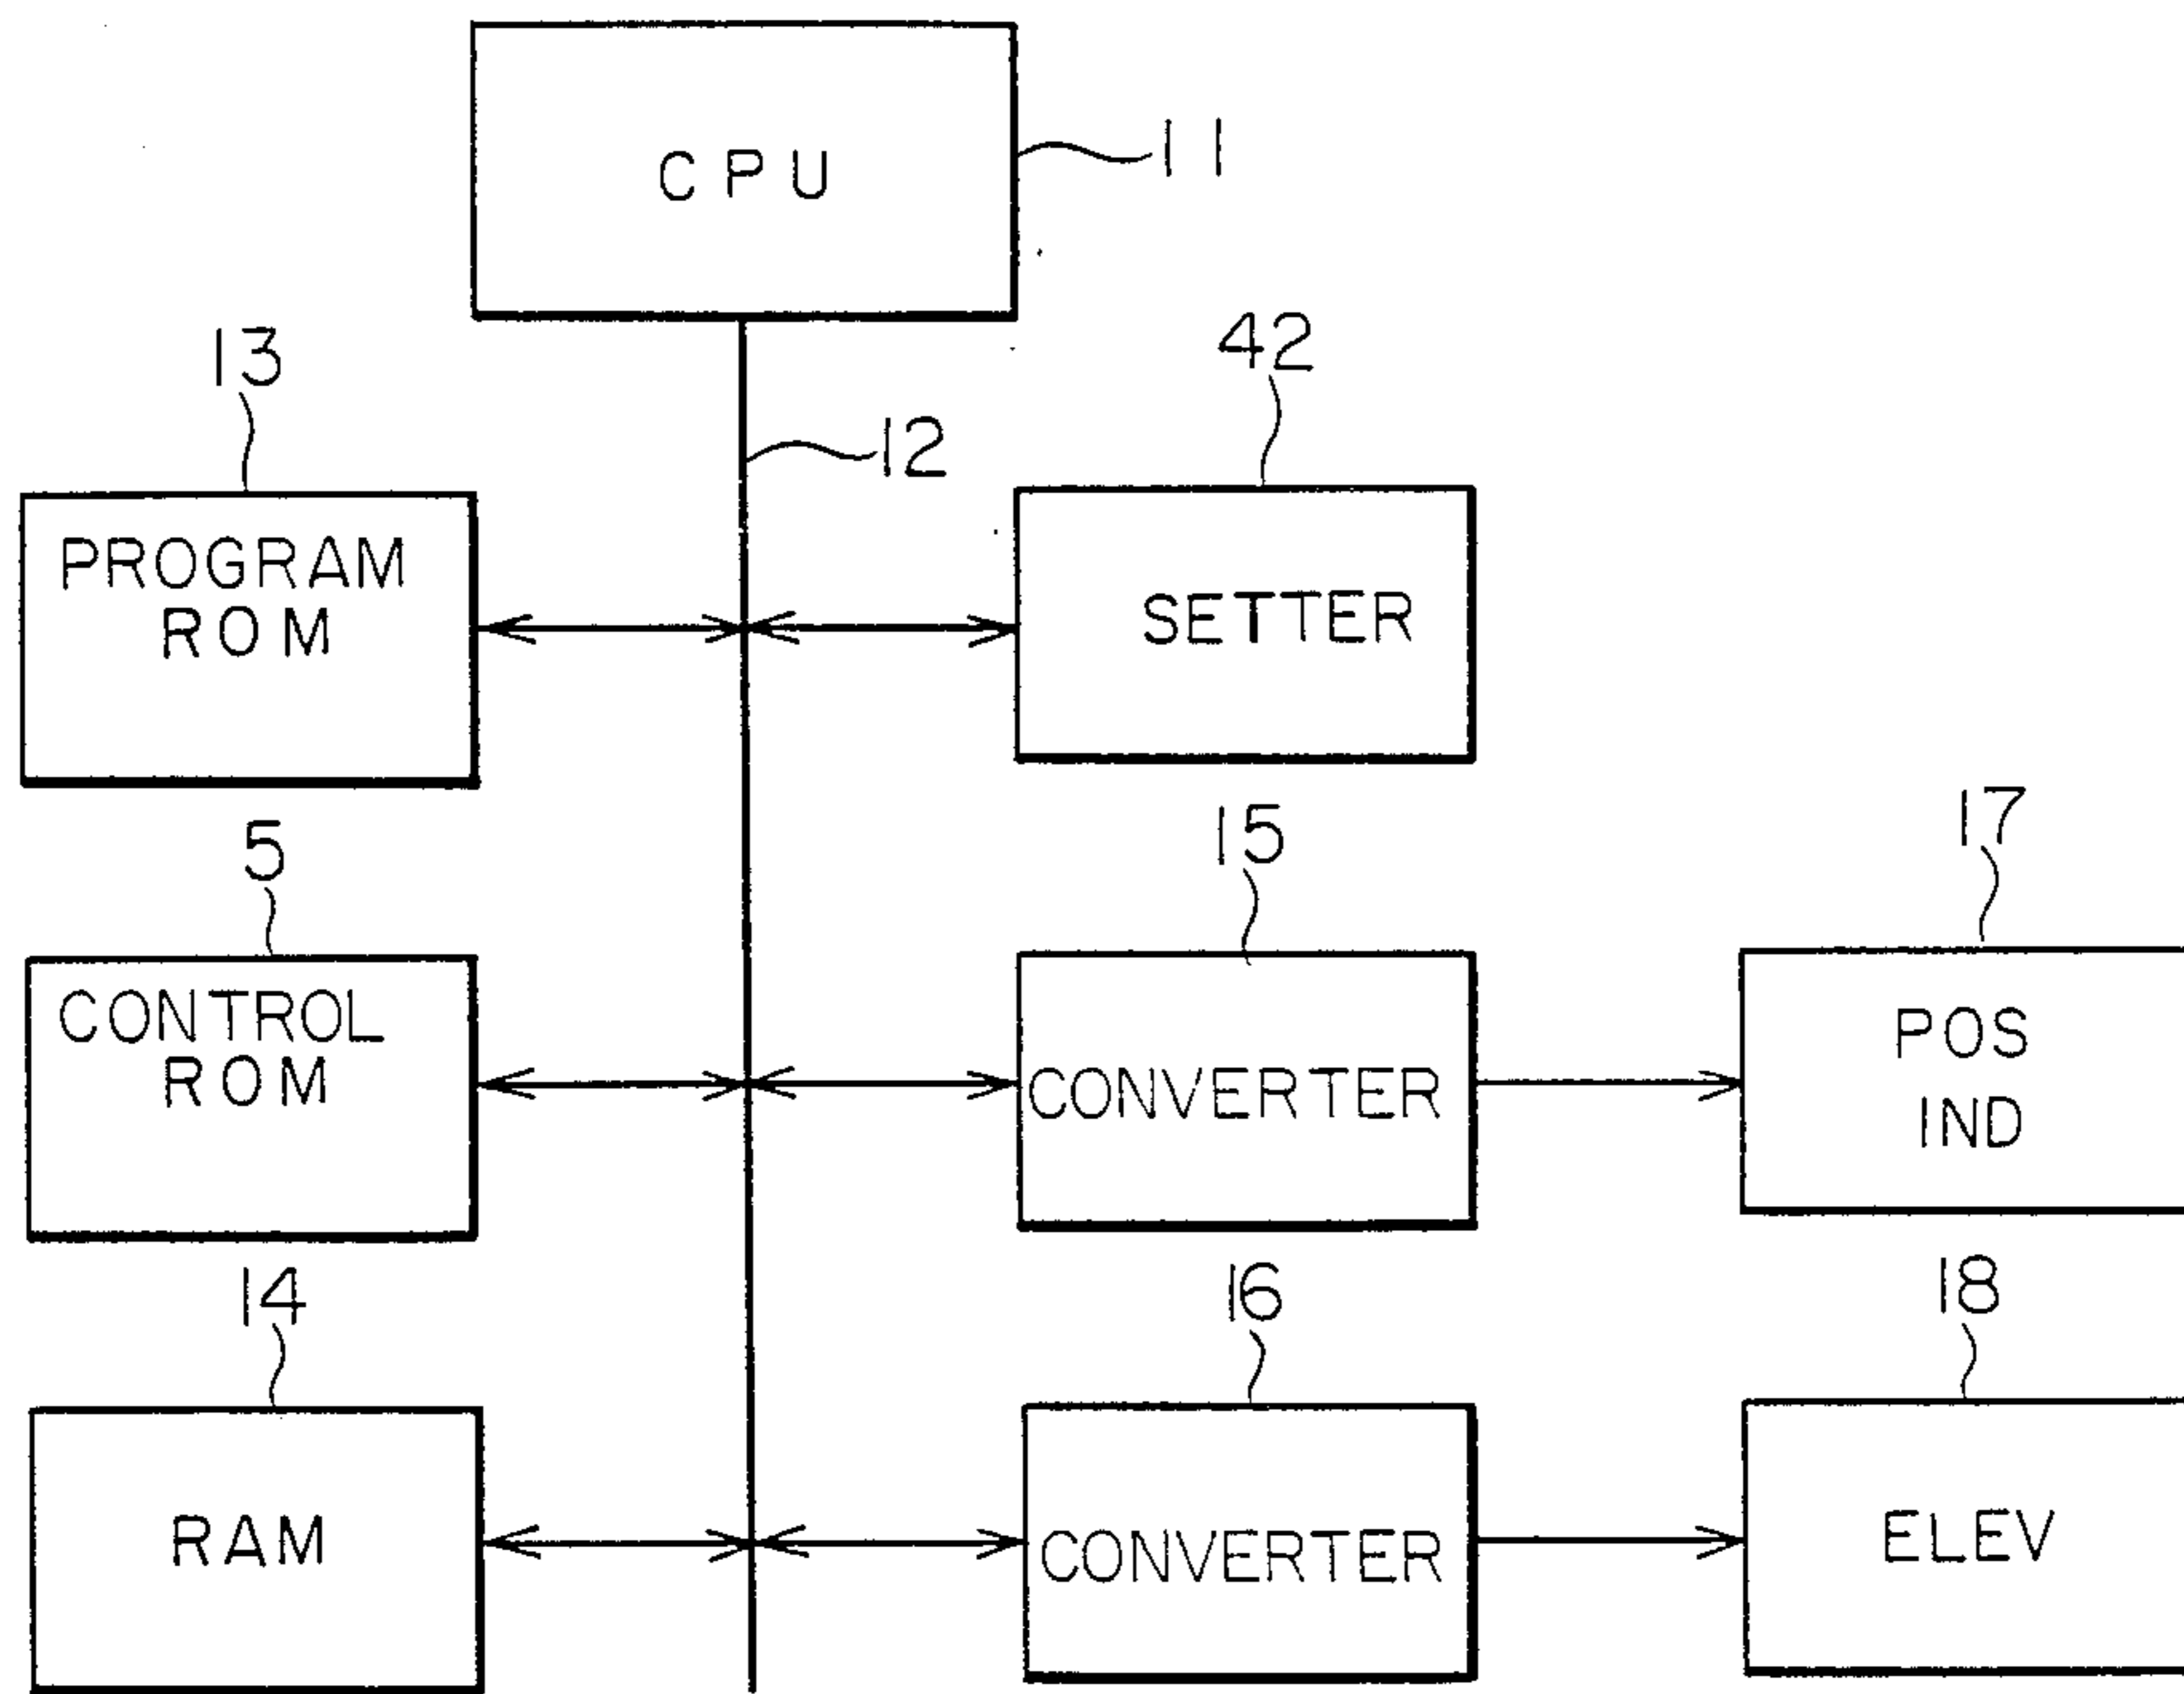 CPU
11
13
42
12
PROGRAM
ROM
SETTER
5
15
17
CONTROL
ROM
CONVERTER
POS
IND
14
16
18
RAM
CONVERTER
ELEV